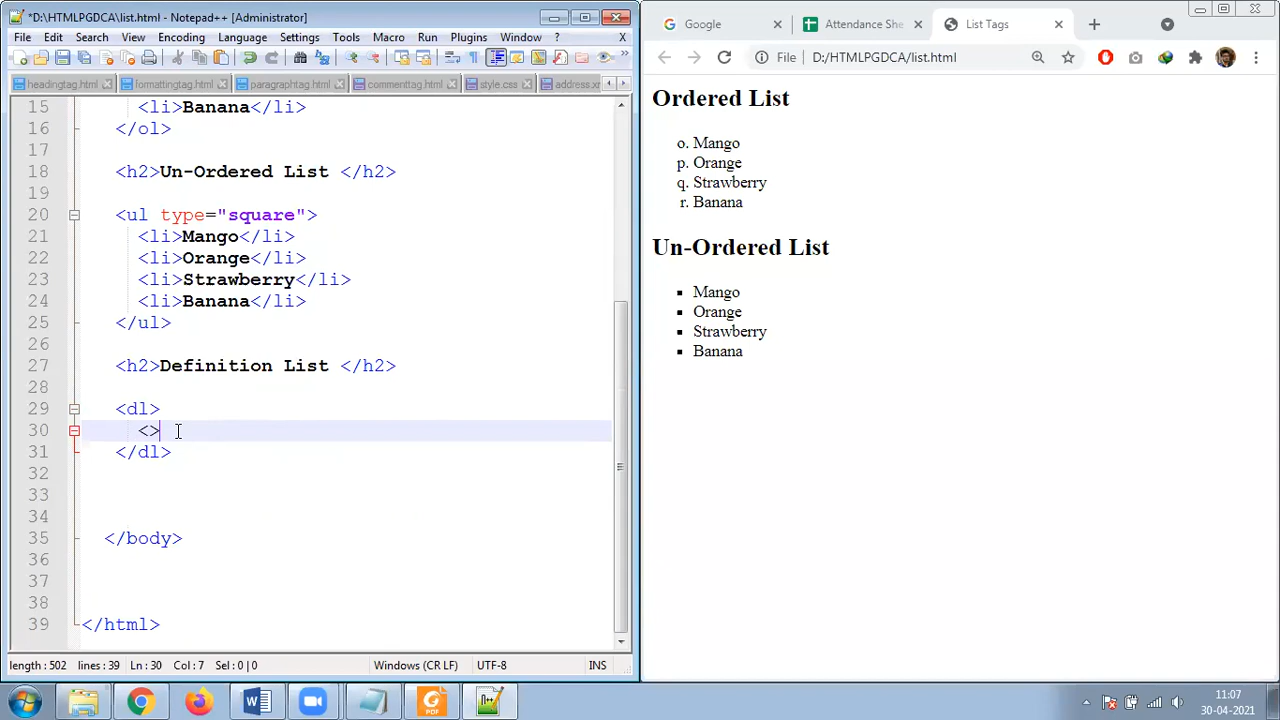 *D:\HTMLPGDCA\list.html - Notepad++ [Administrator]
File Edit Search View Encoding Language Settings Tools Macro Run Plugins Window ? X
headingtag.html formattingtag.html paragraphtag.html commenttag.html style.css address.xr
15 <li>Banana</li>
16 </ol>
17
18 <h2>Un-Ordered List </h2>
19
20 <ul type="square">
21 <li>Mango</li>
22 <li>Orange</li>
23 <li>Strawberry</li>
24 <li>Banana</li>
25 </ul>
26
27 <h2>Definition List </h2>
28
29 <dl>
30 <>
31 </dl>
32
33
34
35 </body>
36
37
38
39 </html>
length : 502 lines : 39 Ln : 30 Col : 7 Sel : 0 | 0 Windows (CR LF) UTF-8 INS
Google Attendance She List Tags
File D:/HTMLPGDCA/list.html
Ordered List
o. Mango
p. Orange
q. Strawberry
r. Banana
Un-Ordered List
▪ Mango
▪ Orange
▪ Strawberry
▪ Banana
11:07
30-04-2021